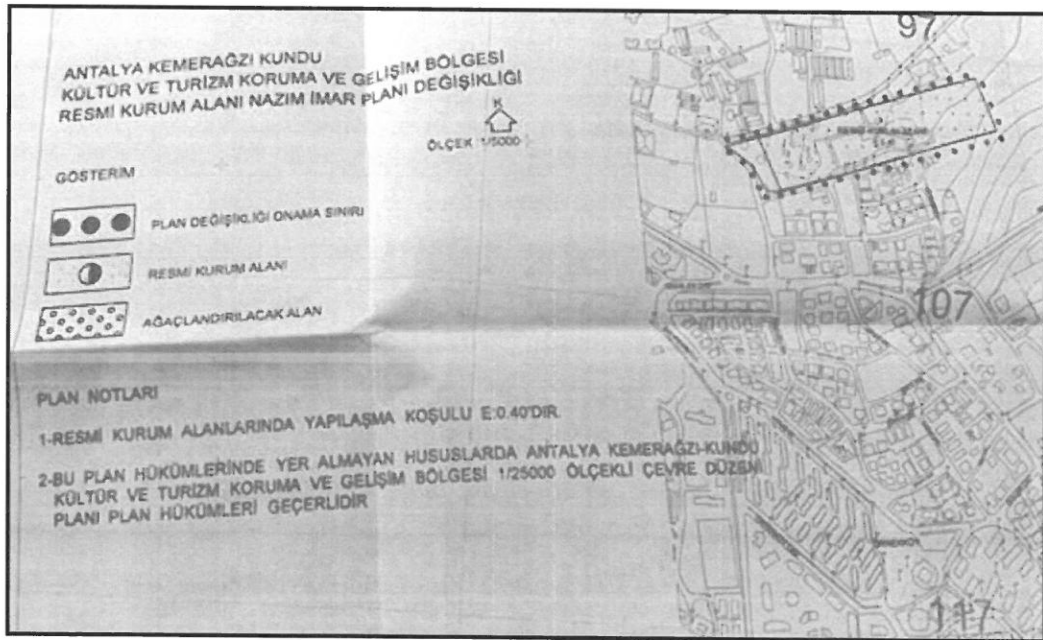 ANTALYA KEMERAĞZI KUNDU
KÜLTÜR VE TURİZM KORUMA VE GELİŞİM BÖLGESİ
RESMİ KURUM ALANI NAZIM İMAR PLANI DEĞİŞİKLİĞİ
K
ÖLÇEK 1/5000
GÖSTERİM
PLAN DEĞİŞİKLİĞİ ONAMA SINIRI
RESMİ KURUM ALANI
AĞAÇLANDIRILACAK ALAN
PLAN NOTLARI
1-RESMİ KURUM ALANLARINDA YAPILAŞMA KOŞULU E:0.40'DIR
2-BU PLAN HÜKÜMLERİNDE YER ALMAYAN HUSUSLARDA ANTALYA KEMERAĞZI-KUNDU
KÜLTÜR VE TURİZM KORUMA VE GELİŞİM BÖLGESİ 1/25000 ÖLÇEKLİ ÇEVRE DÜZENİ
PLANI PLAN HÜKÜMLERİ GEÇERLİDİR
97
107
117